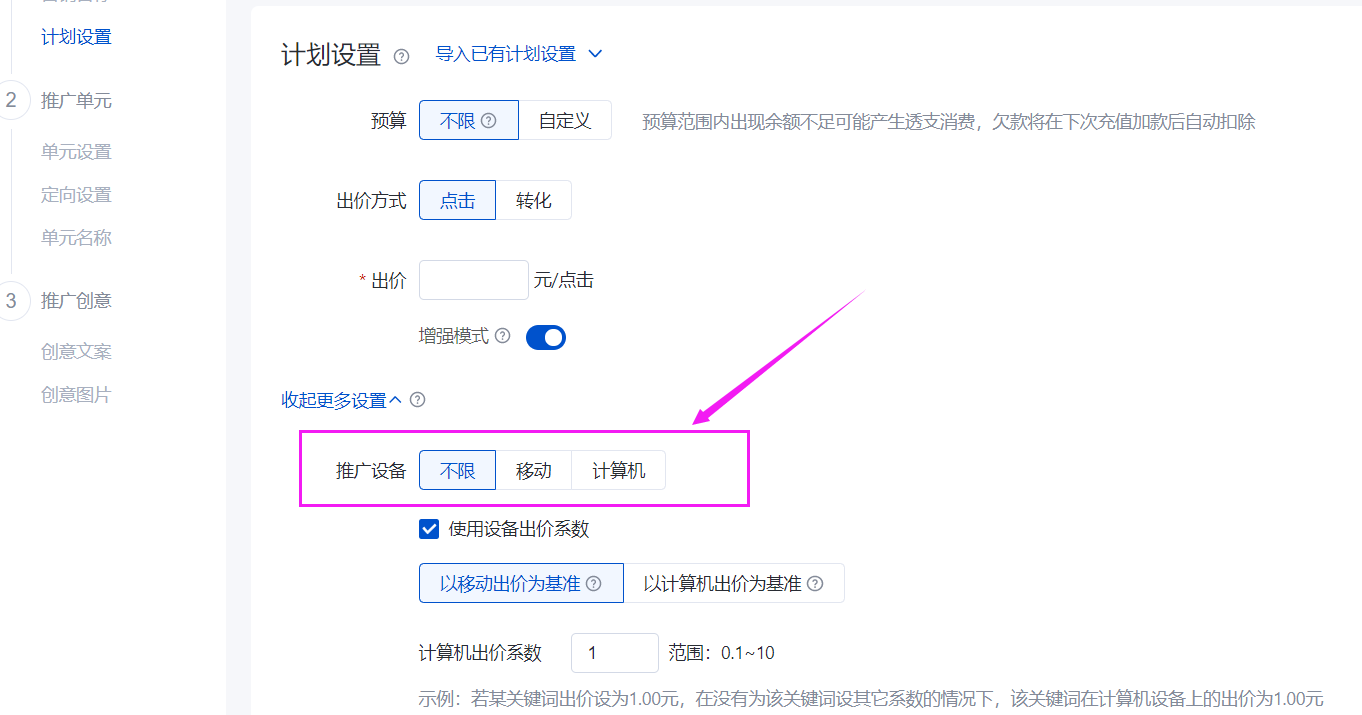 计划设置
2 推广单元
单元设置
定向设置
单元名称
3 推广创意
创意文案
创意图片
计划设置 ? 导入已有计划设置
预算 不限 ? 自定义 预算范围内出现余额不足可能产生透支消费，欠款将在下次充值加款后自动扣除
出价方式 点击 转化
* 出价 元/点击
增强模式 ?
收起更多设置 ?
推广设备 不限 移动 计算机
使用设备出价系数
以移动出价为基准 ? 以计算机出价为基准 ?
计算机出价系数 1 范围：0.1~10
示例：若某关键词出价设为1.00元，在没有为该关键词设其它系数的情况下，该关键词在计算机设备上的出价为1.00元